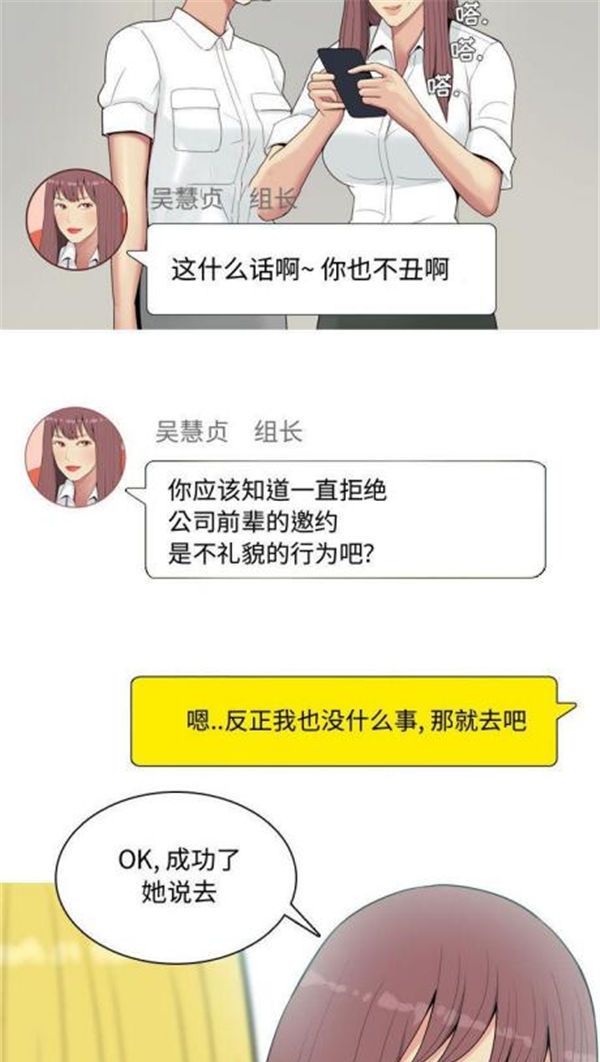 嗒.
嗒.
嗒.
吴慧贞 组长
这什么话啊~ 你也不丑啊
吴慧贞 组长
你应该知道一直拒绝
公司前辈的邀约
是不礼貌的行为吧?
嗯..反正我也没什么事, 那就去吧
OK, 成功了
她说去